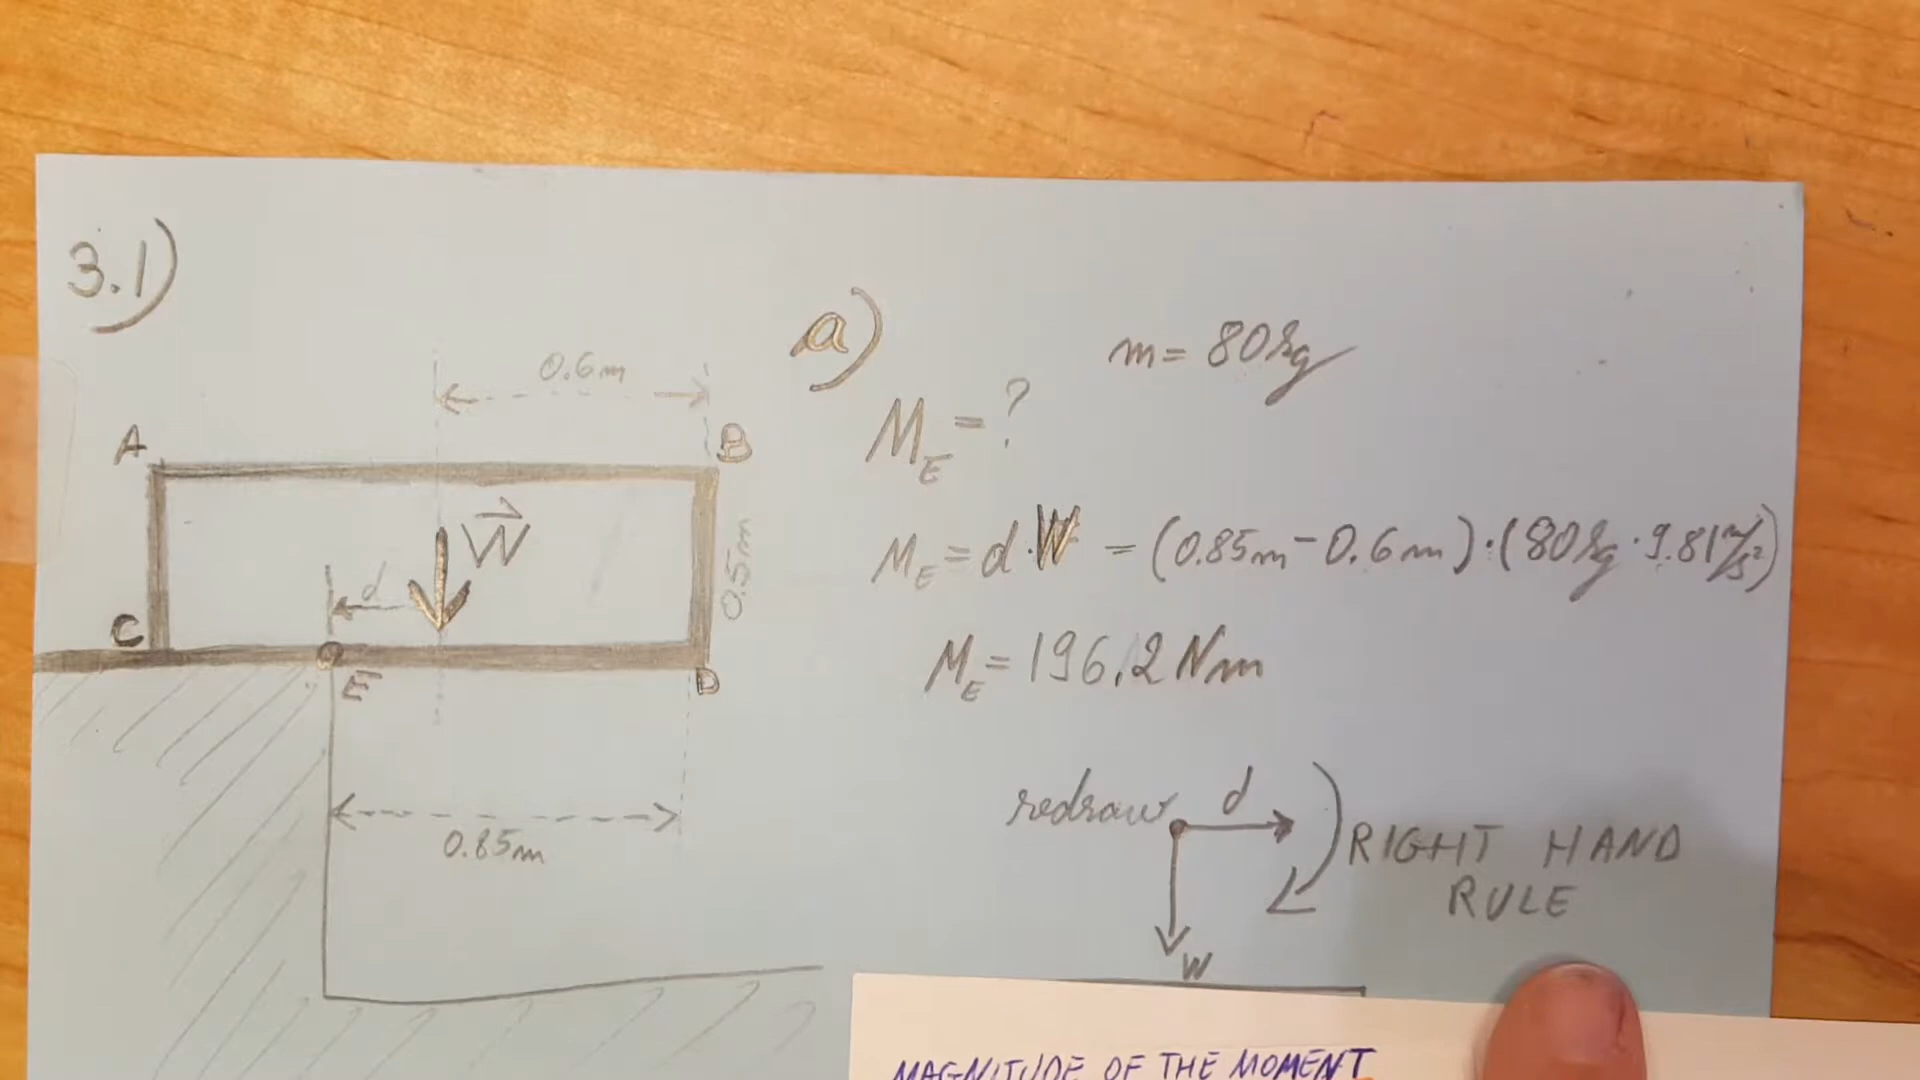 3.1)
0.6m
A
B
W
0.5m
d
C
E
D
0.85m
a)
m = 80kg
M_E = ?
M_E = d · W = (0.85m - 0.6m) · (80kg · 9.81 m/s²)
M_E = 196.2 Nm
redraw
d
W
RIGHT HAND
RULE
MAGNITUDE OF THE MOMENT